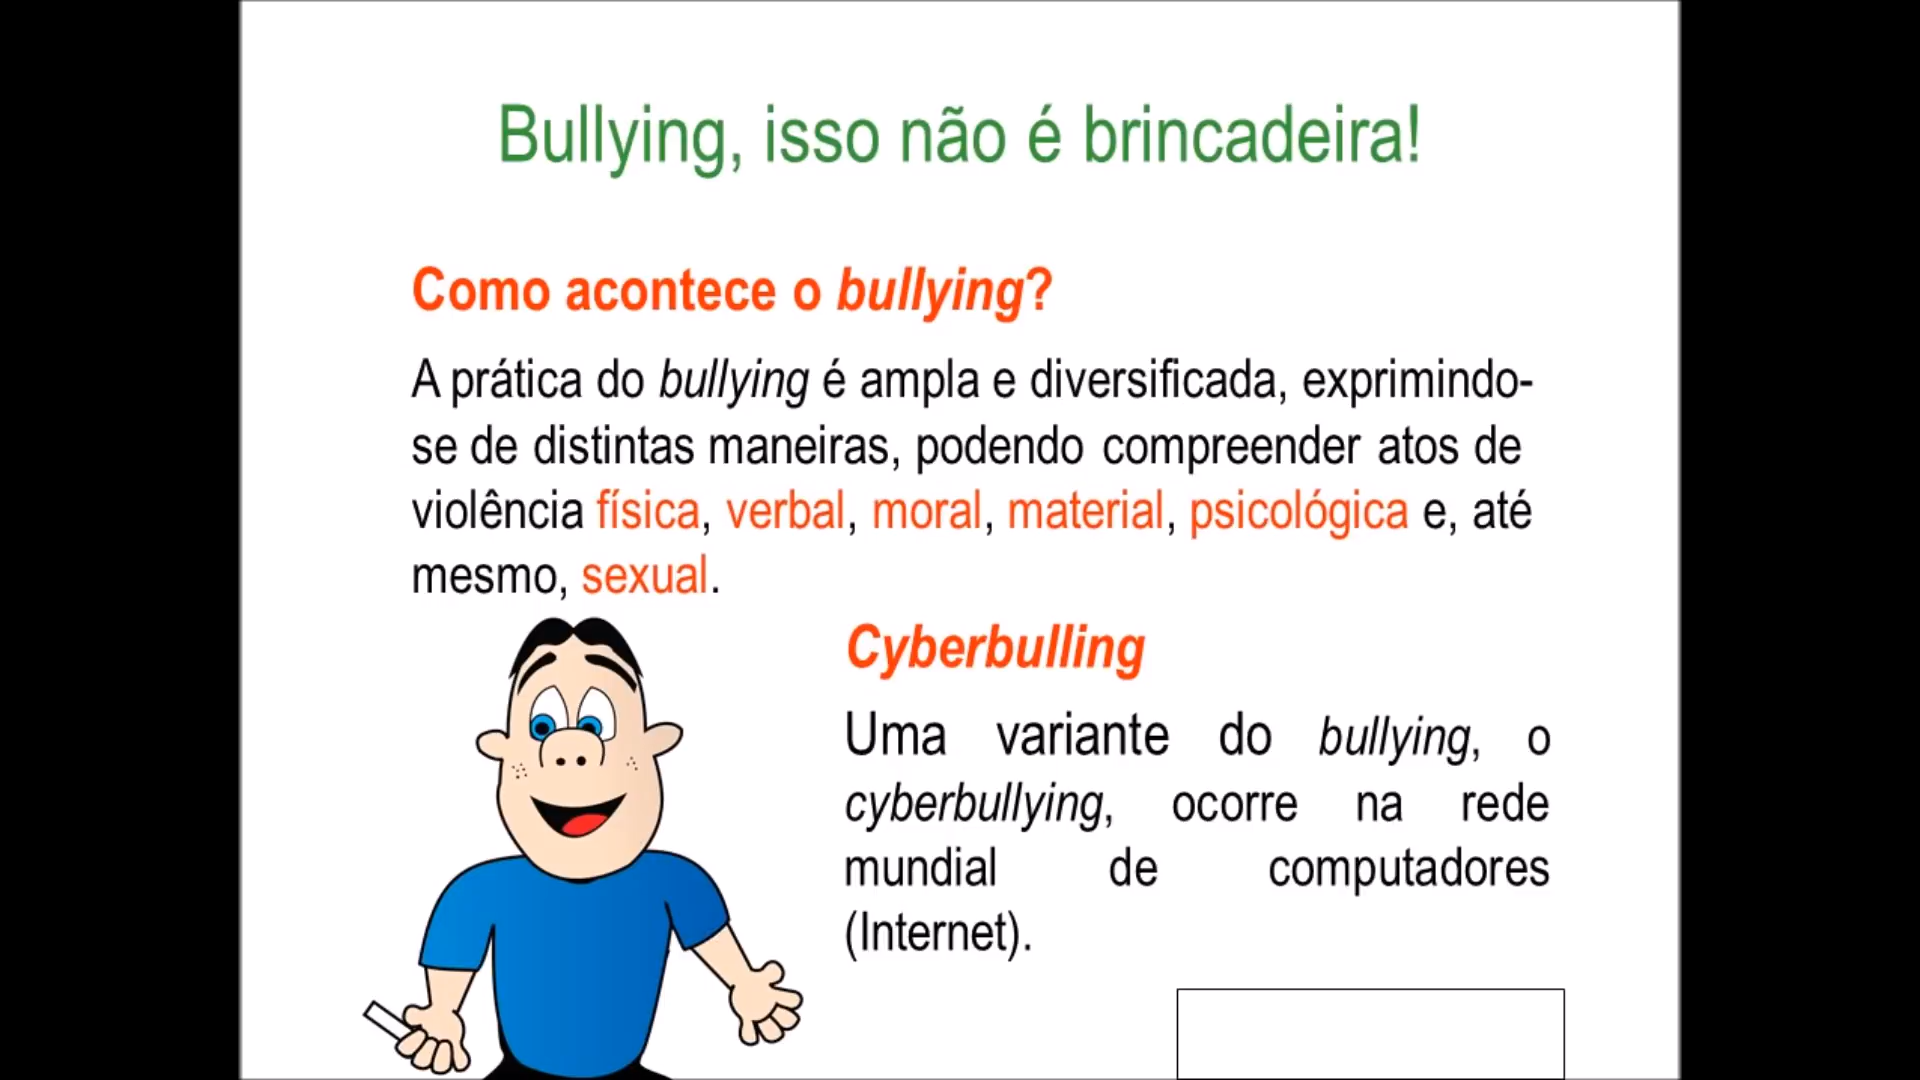 Bullying, isso não é brincadeira!
Como acontece o bullying?
A prática do bullying é ampla e diversificada, exprimindo-
se de distintas maneiras, podendo compreender atos de
violência física, verbal, moral, material, psicológica e, até
mesmo, sexual.
Cyberbulling
Uma variante do bullying, o
cyberbullying, ocorre na rede
mundial de computadores
(Internet).